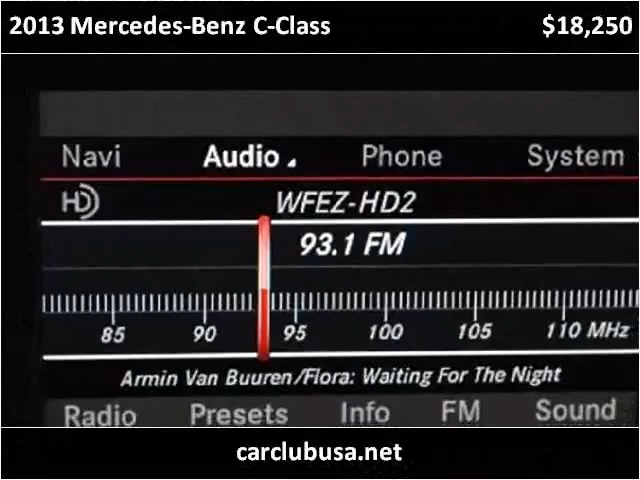 2013 Mercedes-Benz C-Class $18,250
Navi Audio Phone System
HD WFEZ-HD2
93.1 FM
85 90 95 100 105 110 MHz
Armin Van Buuren/Flora: Waiting For The Night
Radio Presets Info FM Sound
carclubusa.net